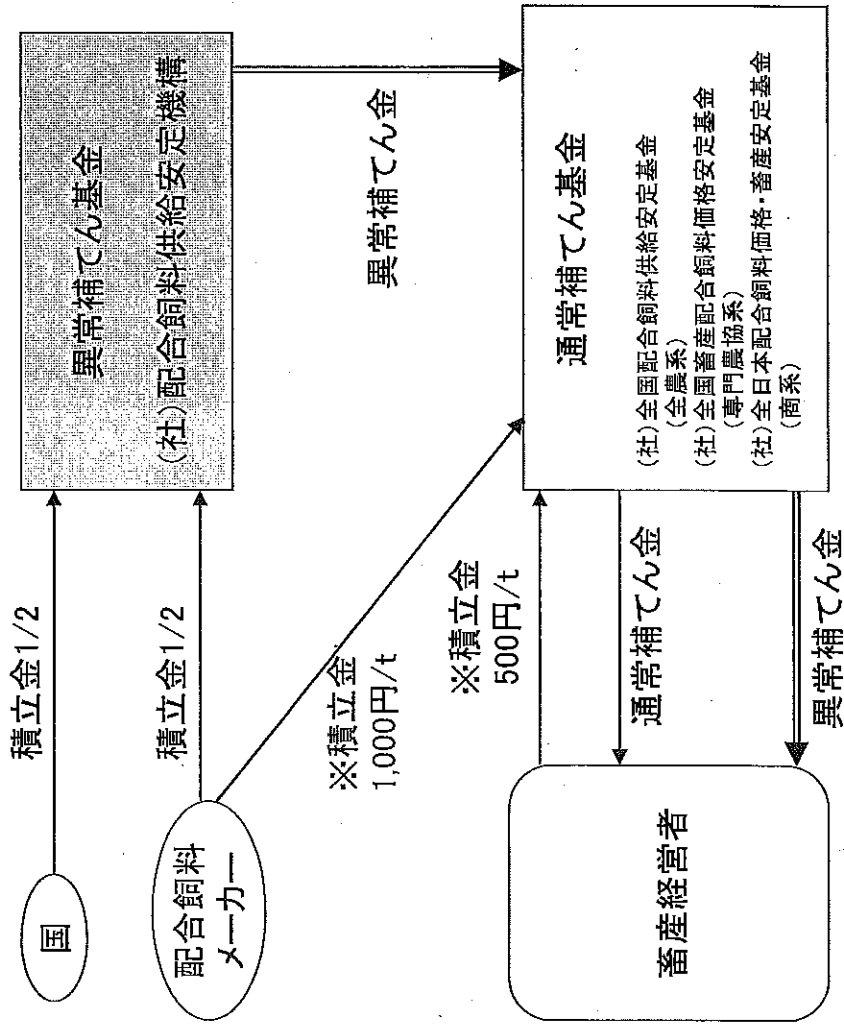 国
積立金1/2
異常補てん基金
(社)配合飼料供給安定機構
配合飼料
メーカー
積立金1/2
※積立金
1,000円/t
異常補てん金
※積立金
500円/t
通常補てん基金
(社)全国配合飼料供給安定基金
(全農系)
(社)全国畜産配合飼料価格安定基金
(専門農協系)
(社)全日本配合飼料価格・畜産安定基金
(商系)
畜産経営者
通常補てん金
異常補てん金